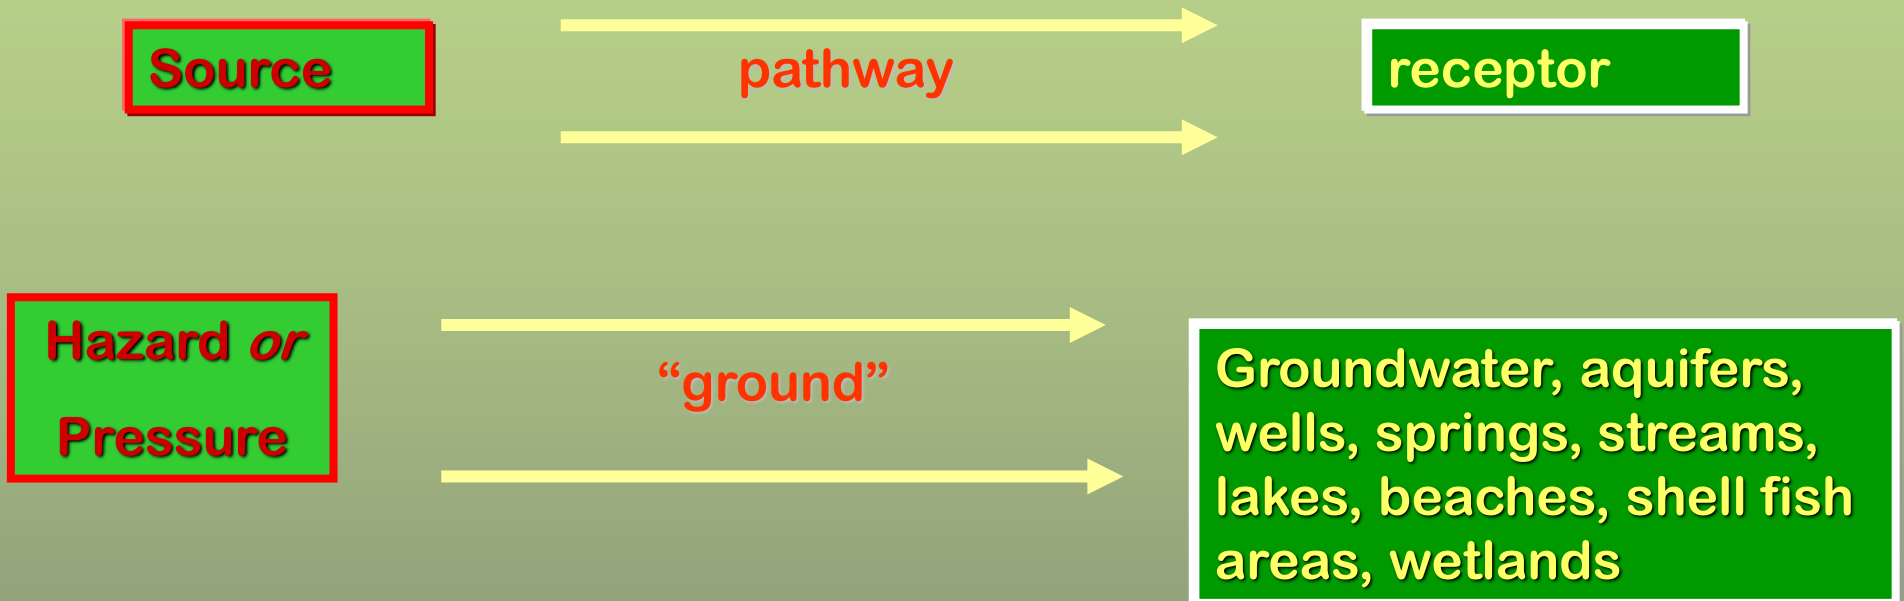 Source
pathway
receptor
Hazard or
Pressure
“ground”
Groundwater, aquifers,
wells, springs, streams,
lakes, beaches, shell fish
areas, wetlands